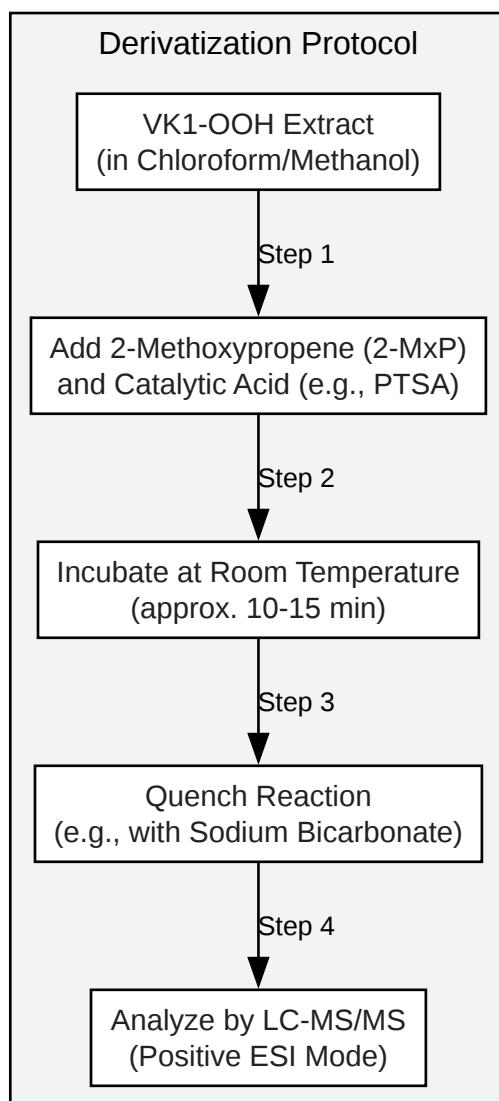 Derivatization Protocol
VK1-OOH Extract
(in Chloroform/Methanol)
Step 1
Add 2-Methoxypropene (2-MxP)
and Catalytic Acid (e.g., PTSA)
Step 2
Incubate at Room Temperature
(approx. 10-15 min)
Step 3
Quench Reaction
(e.g., with Sodium Bicarbonate)
Step 4
Analyze by LC-MS/MS
(Positive ESI Mode)